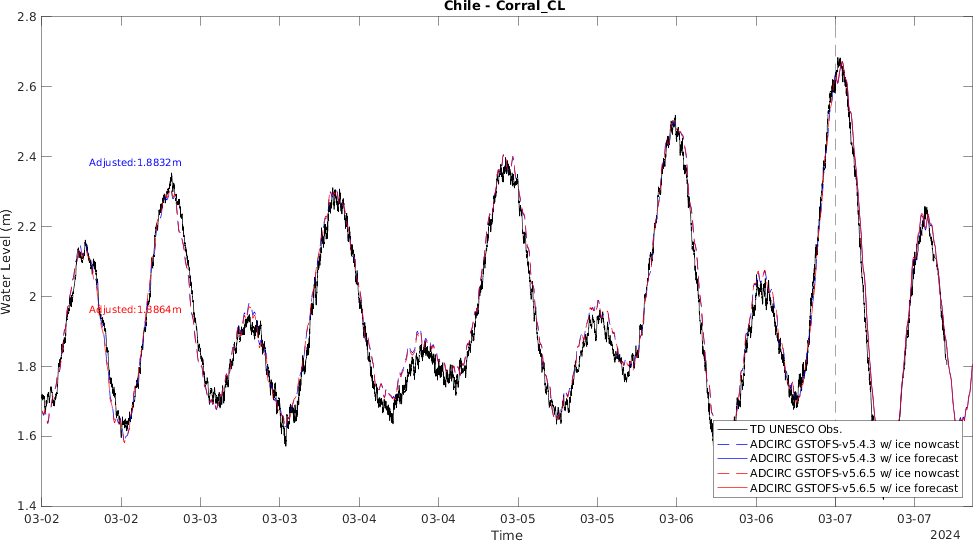 Chile - Corral_CL
2.8
2.6
2.4
2.2
2
1.8
1.6
1.4
Water Level (m)
Adjusted:1.8832m
Adjusted:1.8864m
TD UNESCO Obs.
ADCIRC GSTOFS-v5.4.3 w/ ice nowcast
ADCIRC GSTOFS-v5.4.3 w/ ice forecast
ADCIRC GSTOFS-v5.6.5 w/ ice nowcast
ADCIRC GSTOFS-v5.6.5 w/ ice forecast
03-02 03-02 03-03 03-03 03-04 03-04 03-05 03-05 03-06 03-06 03-07 03-07
Time
2024